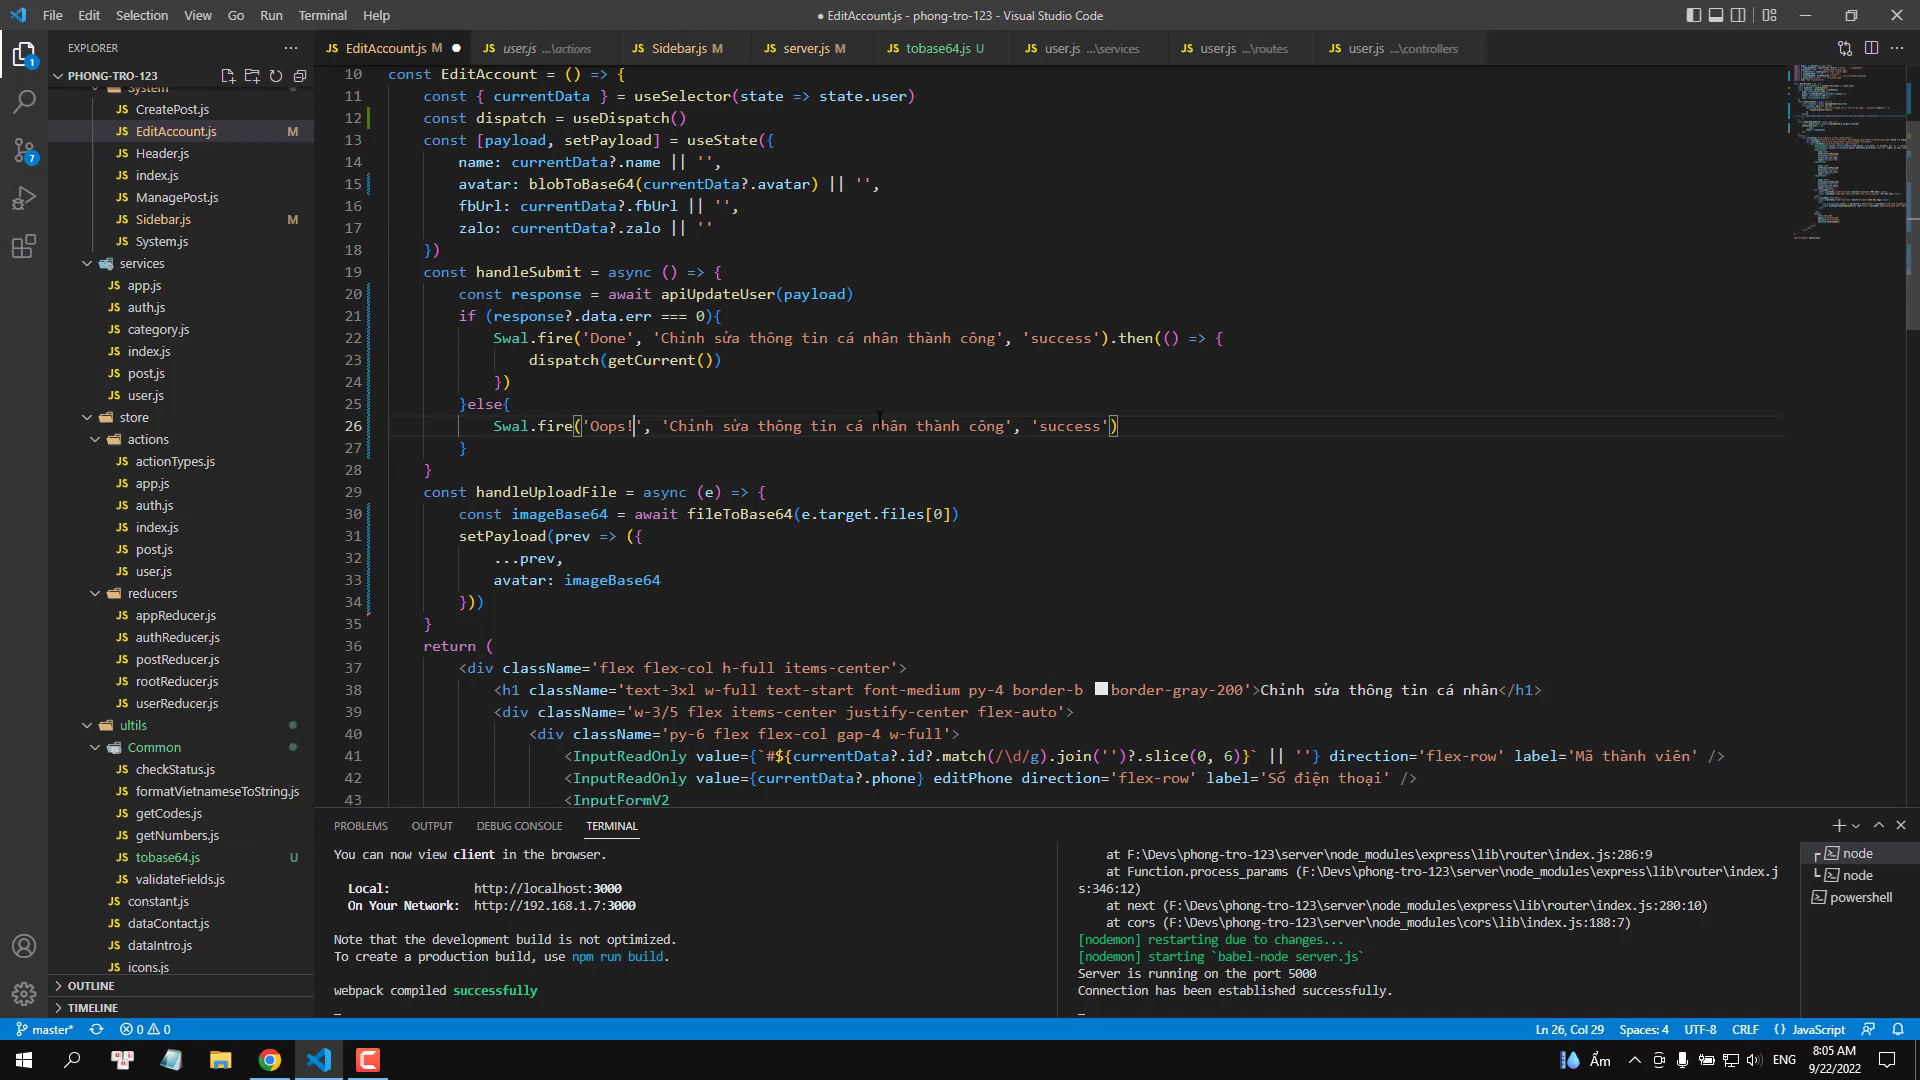 File Edit Selection View Go Run Terminal Help
● EditAccount.js - phong-tro-123 - Visual Studio Code
EXPLORER
PHONG-TRO-123
System
CreatePost.js
EditAccount.js M
Header.js
index.js
ManagePost.js
Sidebar.js M
System.js
services
app.js
auth.js
category.js
index.js
post.js
user.js
store
actions
actionTypes.js
app.js
auth.js
index.js
post.js
user.js
reducers
appReducer.js
authReducer.js
postReducer.js
rootReducer.js
userReducer.js
ultils
Common
checkStatus.js
formatVietnameseToString.js
getCodes.js
getNumbers.js
tobase64.js U
validateFields.js
constant.js
dataContact.js
dataIntro.js
icons.js
OUTLINE
TIMELINE
EditAccount.js M ● user.js ...\actions Sidebar.js M server.js M tobase64.js U user.js ...\services user.js ...\routes user.js ...\controllers
10 const EditAccount = () => {
11 const { currentData } = useSelector(state => state.user)
12 const dispatch = useDispatch()
13 const [payload, setPayload] = useState({
14 name: currentData?.name || '',
15 avatar: blobToBase64(currentData?.avatar) || '',
16 fbUrl: currentData?.fbUrl || '',
17 zalo: currentData?.zalo || ''
18 })
19 const handleSubmit = async () => {
20 const response = await apiUpdateUser(payload)
21 if (response?.data.err === 0){
22 Swal.fire('Done', 'Chỉnh sửa thông tin cá nhân thành công', 'success').then(() => {
23 dispatch(getCurrent())
24 })
25 }else{
26 Swal.fire('Oops!', 'Chỉnh sửa thông tin cá nhân thành công', 'success')
27 }
28 }
29 const handleUploadFile = async (e) => {
30 const imageBase64 = await fileToBase64(e.target.files[0])
31 setPayload(prev => ({
32 ...prev,
33 avatar: imageBase64
34 }))
35 }
36 return (
37 <div className='flex flex-col h-full items-center'>
38 <h1 className='text-3xl w-full text-start font-medium py-4 border-b border-gray-200'>Chỉnh sửa thông tin cá nhân</h1>
39 <div className='w-3/5 flex items-center justify-center flex-auto'>
40 <div className='py-6 flex flex-col gap-4 w-full'>
41 <InputReadOnly value={`#${currentData?.id?.match(/\d/g).join('')?.slice(0, 6)}` || ''} direction='flex-row' label='Mã thành viên' />
42 <InputReadOnly value={currentData?.phone} editPhone direction='flex-row' label='Số điện thoại' />
43 <InputFormV2
PROBLEMS OUTPUT DEBUG CONSOLE TERMINAL
You can now view client in the browser.
Local: http://localhost:3000
On Your Network: http://192.168.1.7:3000
Note that the development build is not optimized.
To create a production build, use npm run build.
webpack compiled successfully
at F:\Devs\phong-tro-123\server\node_modules\express\lib\router\index.js:286:9
at Function.process_params (F:\Devs\phong-tro-123\server\node_modules\express\lib\router\index.j
s:346:12)
at next (F:\Devs\phong-tro-123\server\node_modules\express\lib\router\index.js:280:10)
at cors (F:\Devs\phong-tro-123\server\node_modules\cors\lib\index.js:188:7)
[nodemon] restarting due to changes...
[nodemon] starting `babel-node server.js`
Server is running on the port 5000
Connection has been established successfully.
node
node
powershell
master* 0 0 Ln 26, Col 29 Spaces: 4 UTF-8 CRLF {} JavaScript
Ẩm ENG 8:05 AM
9/22/2022